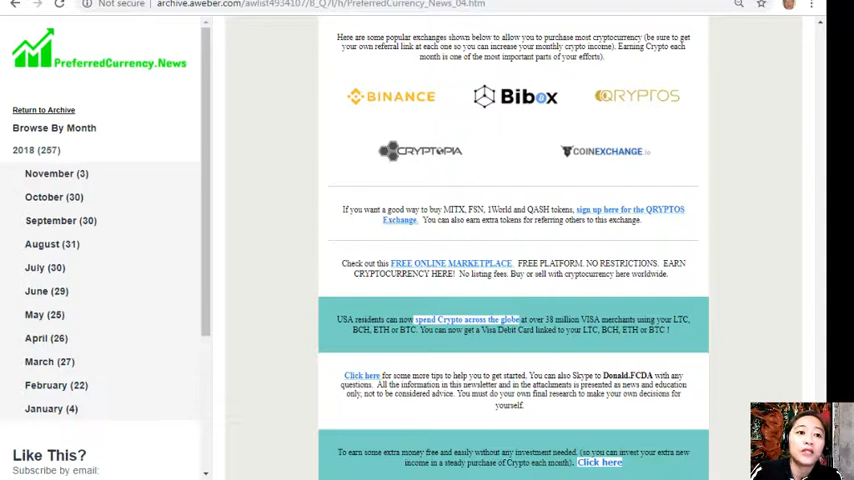 Not secure | archive.aweber.com/awlist4934107/B_Q7I/h/PreferredCurrency_News_04.htm
PreferredCurrency.News
Return to Archive
Browse By Month
2018 (257)
November (3)
October (30)
September (30)
August (31)
July (30)
June (29)
May (25)
April (26)
March (27)
February (22)
January (4)
Like This?
Subscribe by email:
Here are some popular exchanges shown below to allow you to purchase most cryptocurrency (be sure to
get your own referral link at each one so you can increase your monthly crypto income). Earning Crypto each
month is one of the most important parts of your efforts).
BINANCE
Bibox
QRYPTOS
CRYPTOPIA
COINEXCHANGE.io
If you want a good way to buy MITX, FSN, 1World and QASH tokens, sign up here for the QRYPTOS
Exchange. You can also earn extra tokens for referring others to this exchange.
Check out this FREE ONLINE MARKETPLACE. FREE PLATFORM. NO RESTRICTIONS. EARN
CRYPTOCURRENCY HERE! No listing fees. Buy or sell with cryptocurrency here worldwide.
USA residents can now spend Crypto across the globe at over 38 million VISA merchants using your LTC,
BCH, ETH or BTC. You can now get a Visa Debit Card linked to your LTC, BCH, ETH or BTC !
Click here for some more tips to help you to get started. You can also Skype to Donald.FCDA with any
questions. All the information in this newsletter and in the attachments is presented as news and education
only, not to be considered advice. You must do your own final research to make your own decisions for
yourself.
To earn some extra money free and easily without any investment needed, (so you can invest your extra new
income in a steady purchase of Crypto each month). Click here